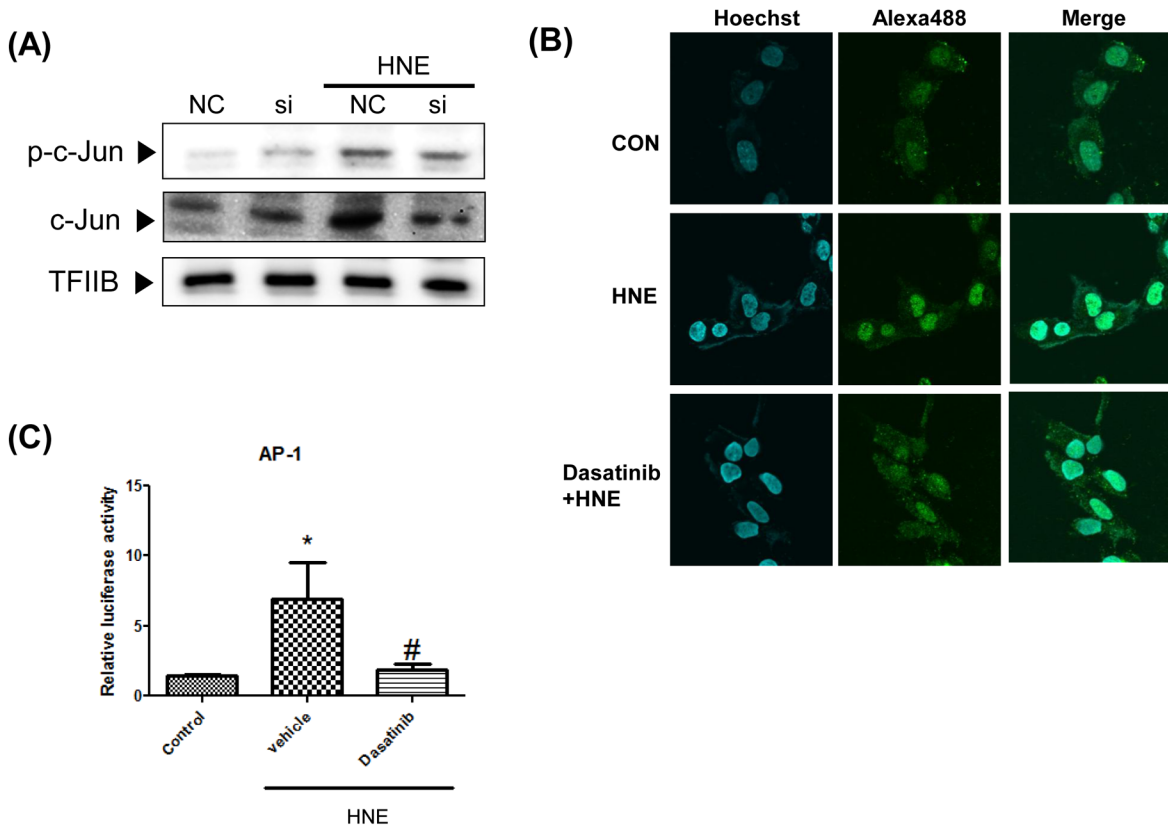 (A)
HNE
NC si NC si
p-c-Jun
c-Jun
TFIIB
(B)
Hoechst Alexa488 Merge
CON
HNE
Dasatinib
+HNE
(C)
AP-1
Relative luciferase activity
15
10
5
0
*
#
Control
vehicle
Dasatinib
HNE